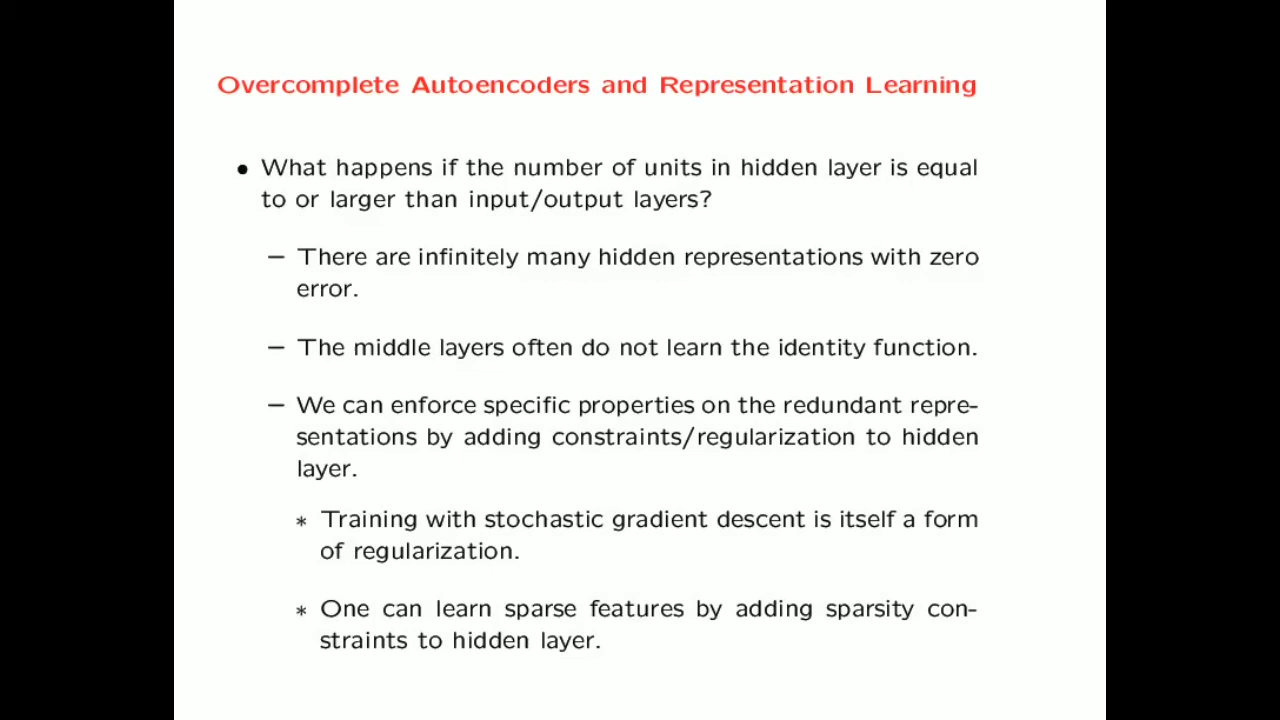 Overcomplete Autoencoders and Representation Learning
• What happens if the number of units in hidden layer is equal
to or larger than input/output layers?
– There are infinitely many hidden representations with zero
error.
– The middle layers often do not learn the identity function.
– We can enforce specific properties on the redundant repre-
sentations by adding constraints/regularization to hidden
layer.
* Training with stochastic gradient descent is itself a form
of regularization.
* One can learn sparse features by adding sparsity con-
straints to hidden layer.